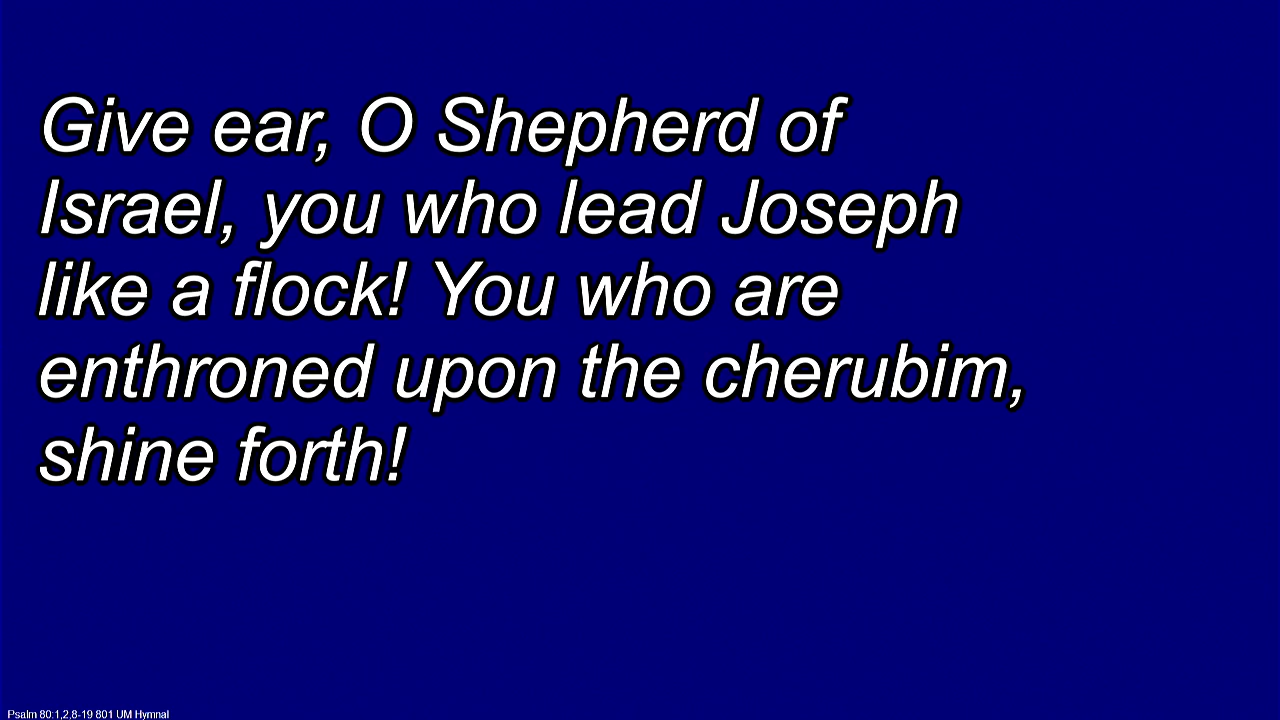 Give ear, O Shepherd of
Israel, you who lead Joseph
like a flock! You who are
enthroned upon the cherubim,
shine forth!
Psalm 80:1,2,8-19 801 UM Hymnal